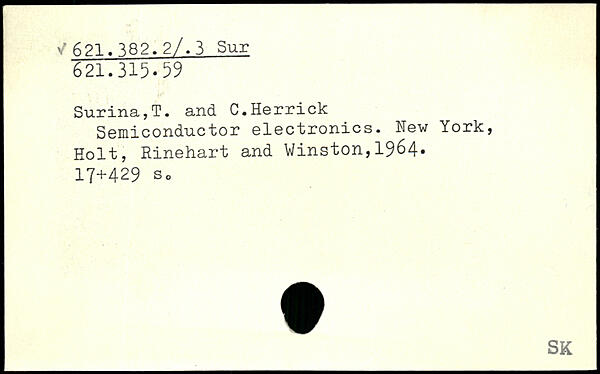 ✓ 621.382.2/.3 Sur
621.315.59
Surina,T. and C.Herrick
Semiconductor electronics. New York,
Holt, Rinehart and Winston,1964.
17+429 s.
SK